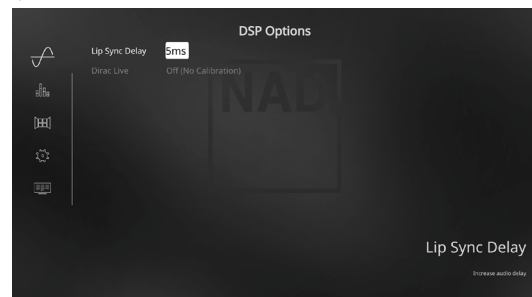 DSP Options
Lip Sync Delay 5ms
Dirac Live Off (No Calibration)
NAD
Lip Sync Delay
Increase audio delay